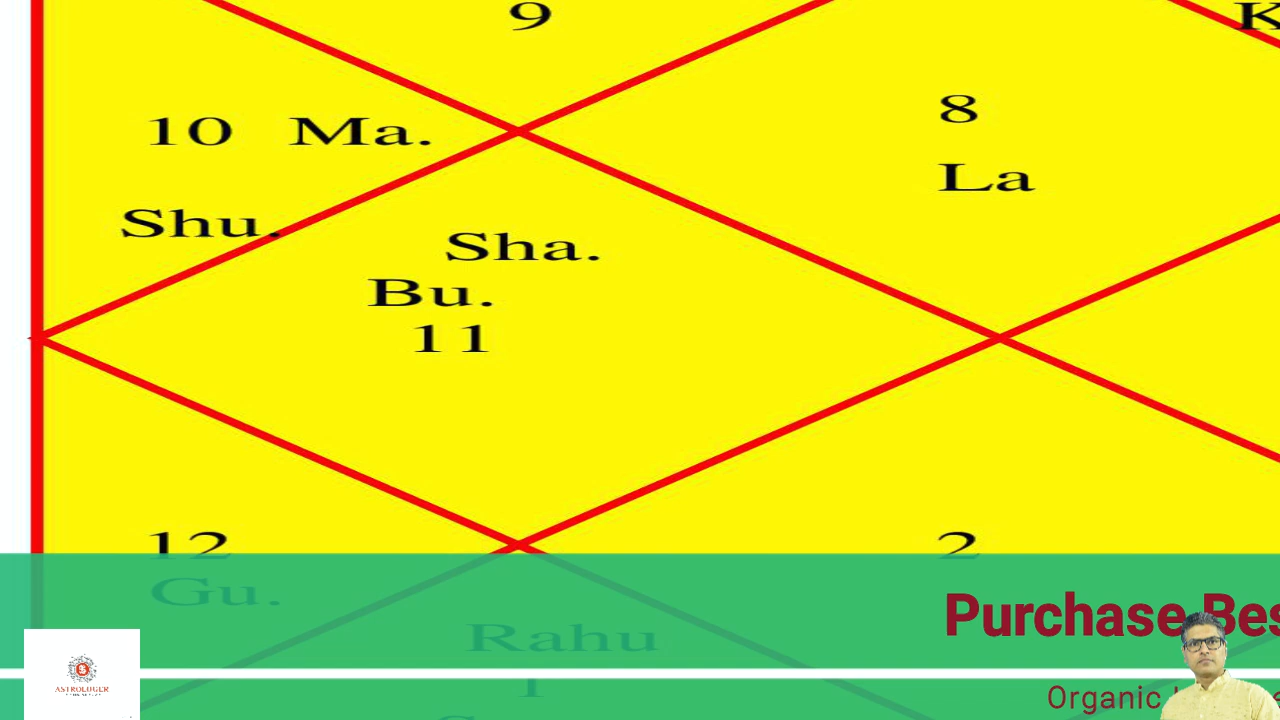 9
K
10 Ma.
8
La
Shu.
Sha.
Bu.
11
12
2
Gu.
Rahu
1
Purchase Bes
Organic
ASTROLOGER